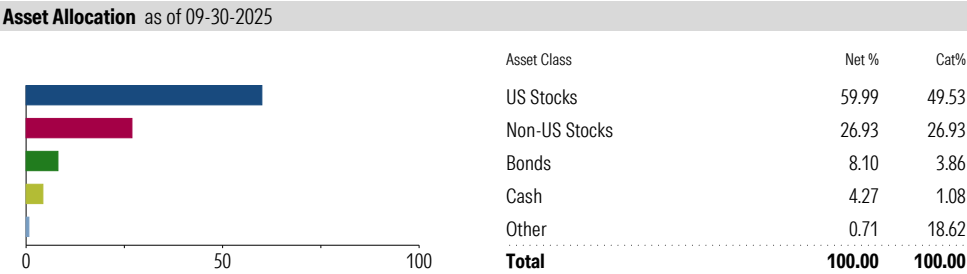 Asset Allocation as of 09-30-2025
Asset Class Net % Cat%
US Stocks 59.99 49.53
Non-US Stocks 26.93 26.93
Bonds 8.10 3.86
Cash 4.27 1.08
Other 0.71 18.62
0 50 100
Total 100.00 100.00